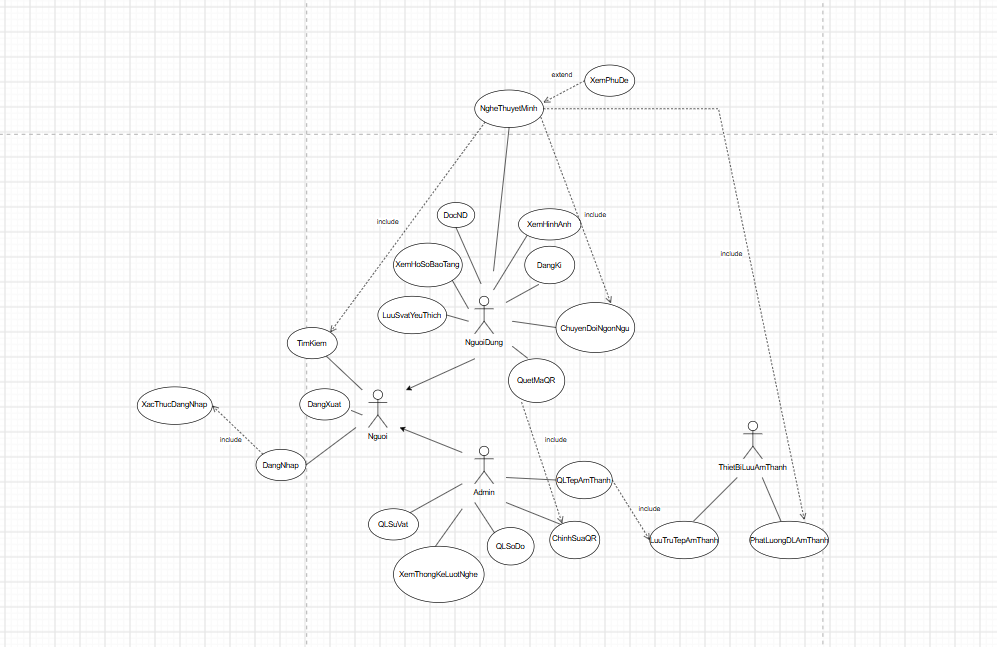 extend
XemPhuDe
NgheThuyetMinh
DocND
include
XemHinhAnh
include
XemHoSoBaoTang
DangKi
include
LuuSvatYeuThich
ChuyenDoiNgonNgu
TimKiem
NguoiDung
QuetMaQR
XacThucDangNhap
DangXuat
Nguoi
include
include
DangNhap
ThietBiLuuAmThanh
QLTepAmThanh
Admin
include
QLSuVat
ChinhSuaQR
LuuTruTepAmThanh
PhatLuongDLAmThanh
QLSoDo
XemThongKeLuotNghe